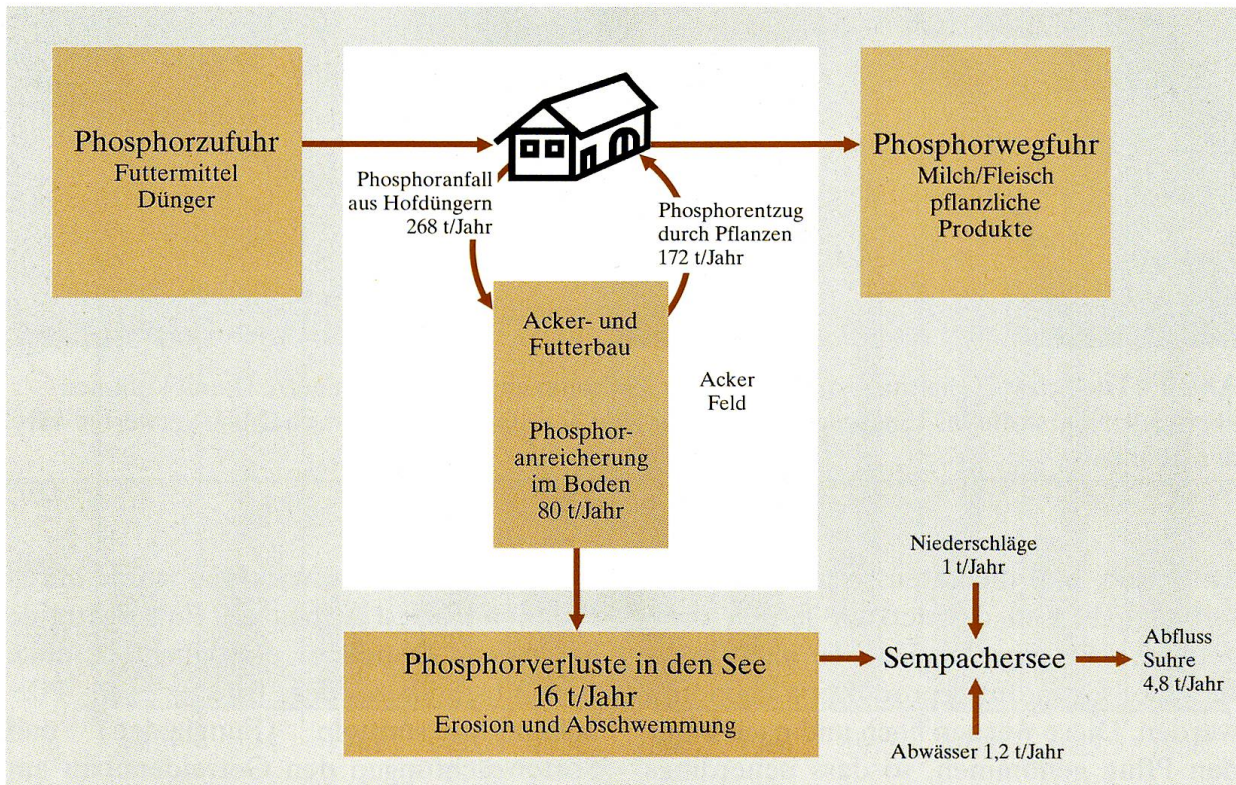 Phosphorzufuhr
Futtermittel
Dünger
Phosphoranfall
aus Hofdüngern
268 t/Jahr
Phosphorentzug
durch Pflanzen
172 t/Jahr
Phosphorwegfuhr
Milch/Fleisch
pflanzliche
Produkte
Acker- und
Futterbau
Phosphor-
anreicherung
im Boden
80 t/Jahr
Acker
Feld
Phosphorverluste in den See
16 t/Jahr
Erosion und Abschwemmung
Niederschläge
1 t/Jahr
Sempachersee
Abwässer 1,2 t/Jahr
Abfluss
Suhre
4,8 t/Jahr